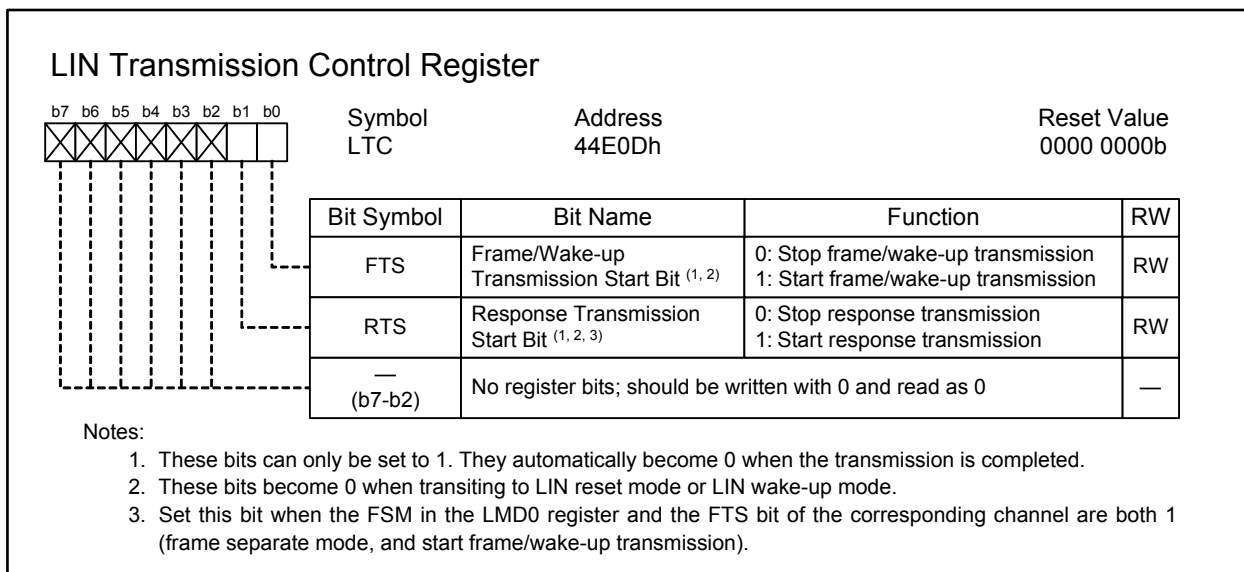 LIN Transmission Control Register
b7 b6 b5 b4 b3 b2 b1 b0
Symbol Address Reset Value
LTC 44E0Dh 0000 0000b
Bit Symbol Bit Name Function RW
FTS
Frame/Wake-up
Transmission Start Bit (1, 2)
0: Stop frame/wake-up transmission
1: Start frame/wake-up transmission
RW
RTS
Response Transmission
Start Bit (1, 2, 3)
0: Stop response transmission
1: Start response transmission
RW
—
(b7-b2)
No register bits; should be written with 0 and read as 0
—
Notes:
1. These bits can only be set to 1. They automatically become 0 when the transmission is completed.
2. These bits become 0 when transiting to LIN reset mode or LIN wake-up mode.
3. Set this bit when the FSM in the LMD0 register and the FTS bit of the corresponding channel are both 1
(frame separate mode, and start frame/wake-up transmission).